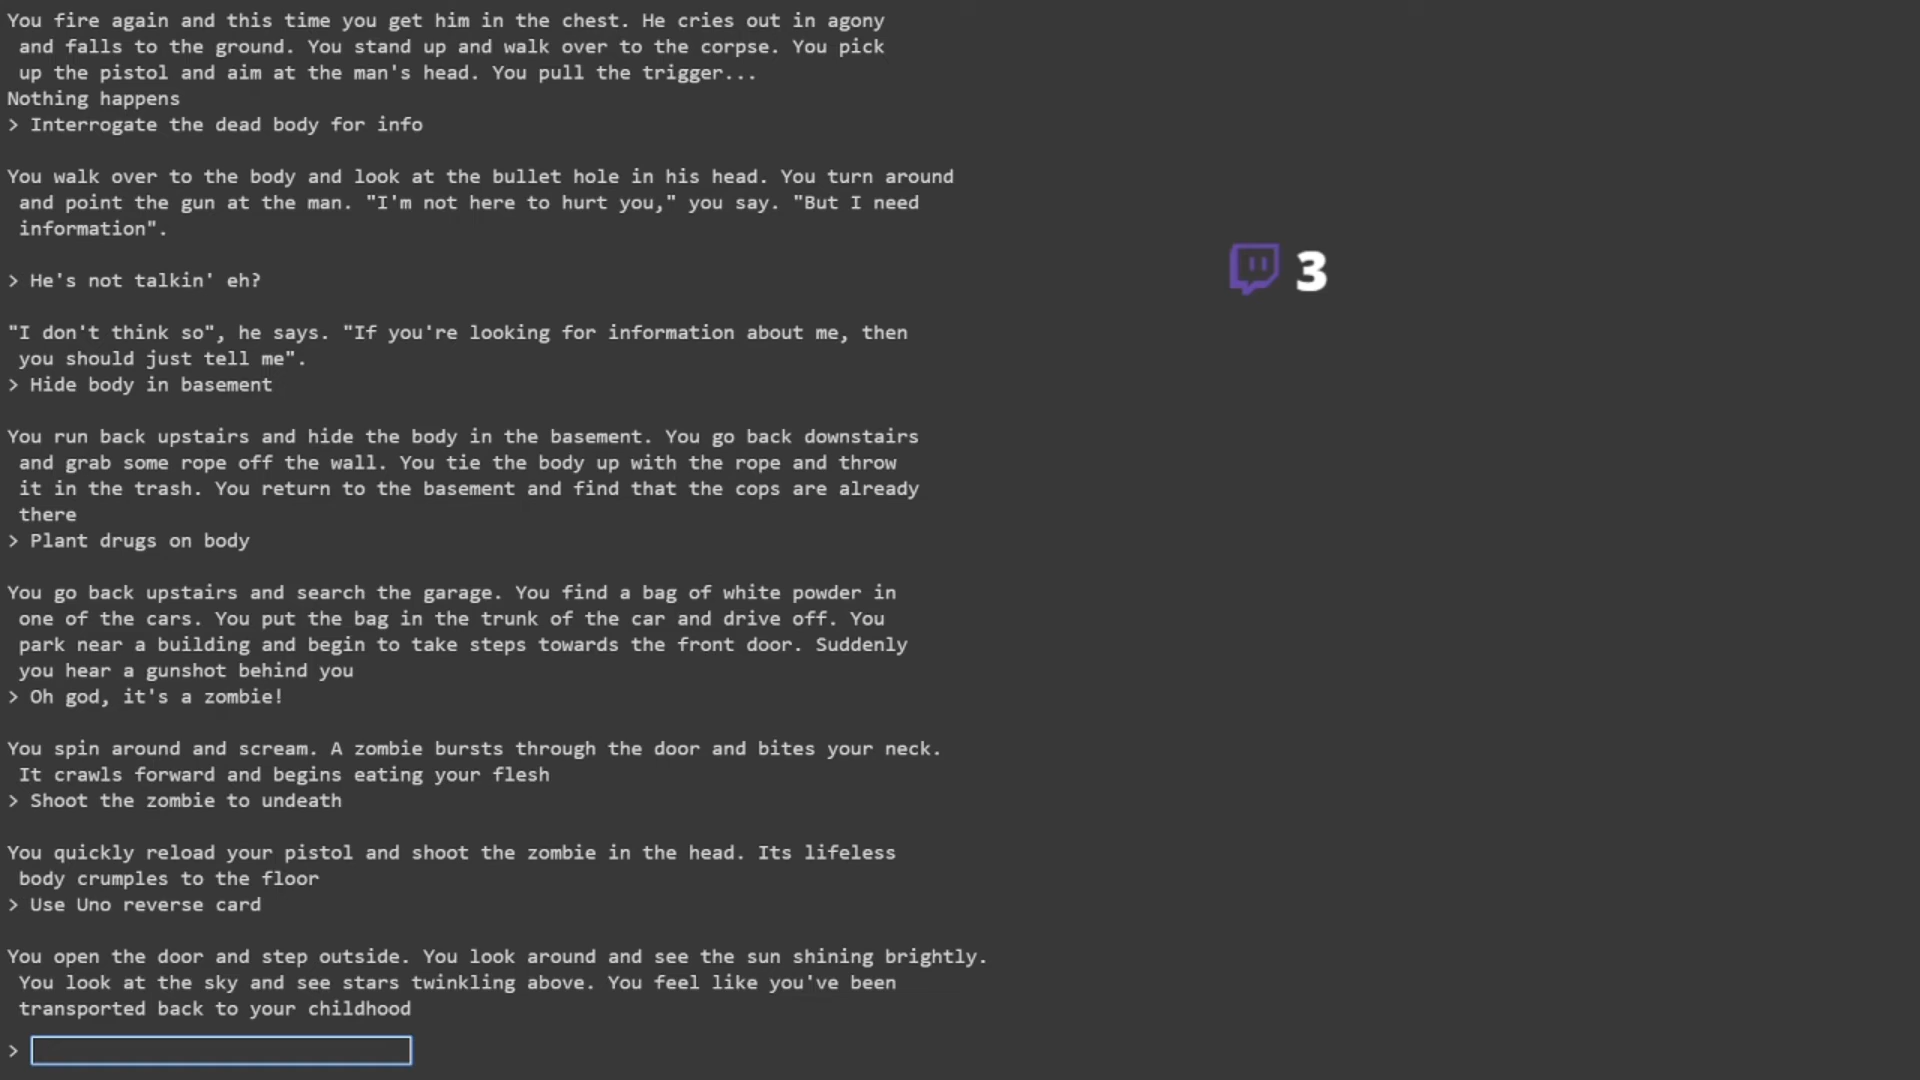 You fire again and this time you get him in the chest. He cries out in agony
and falls to the ground. You stand up and walk over to the corpse. You pick
up the pistol and aim at the man's head. You pull the trigger...
Nothing happens
> Interrogate the dead body for info
You walk over to the body and look at the bullet hole in his head. You turn around
and point the gun at the man. "I'm not here to hurt you," you say. "But I need
information".
> He's not talkin' eh?
"I don't think so", he says. "If you're looking for information about me, then
you should just tell me".
> Hide body in basement
You run back upstairs and hide the body in the basement. You go back downstairs
and grab some rope off the wall. You tie the body up with the rope and throw
it in the trash. You return to the basement and find that the cops are already
there
> Plant drugs on body
You go back upstairs and search the garage. You find a bag of white powder in
one of the cars. You put the bag in the trunk of the car and drive off. You
park near a building and begin to take steps towards the front door. Suddenly
you hear a gunshot behind you
> Oh god, it's a zombie!
You spin around and scream. A zombie bursts through the door and bites your neck.
It crawls forward and begins eating your flesh
> Shoot the zombie to undeath
You quickly reload your pistol and shoot the zombie in the head. Its lifeless
body crumples to the floor
> Use Uno reverse card
You open the door and step outside. You look around and see the sun shining brightly.
You look at the sky and see stars twinkling above. You feel like you've been
transported back to your childhood
>
3